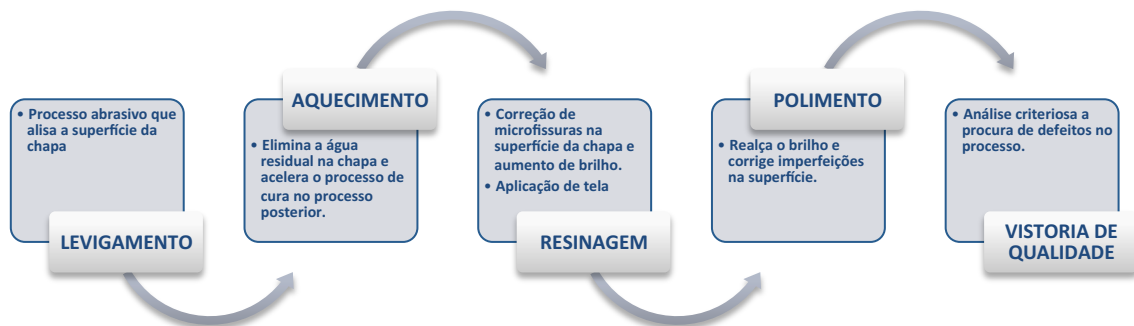 • Processo abrasivo que
alisa a superfície da
chapa
LEVIGAMENTO
AQUECIMENTO
• Elimina a água
residual na chapa e
acelera o processo de
cura no processo
posterior.
• Correção de
microfissuras na
superfície da chapa e
aumento de brilho.
• Aplicação de tela
RESINAGEM
POLIMENTO
• Realça o brilho e
corrige imperfeições
na superfície.
• Análise criteriosa a
procura de defeitos no
processo.
VISTORIA DE
QUALIDADE